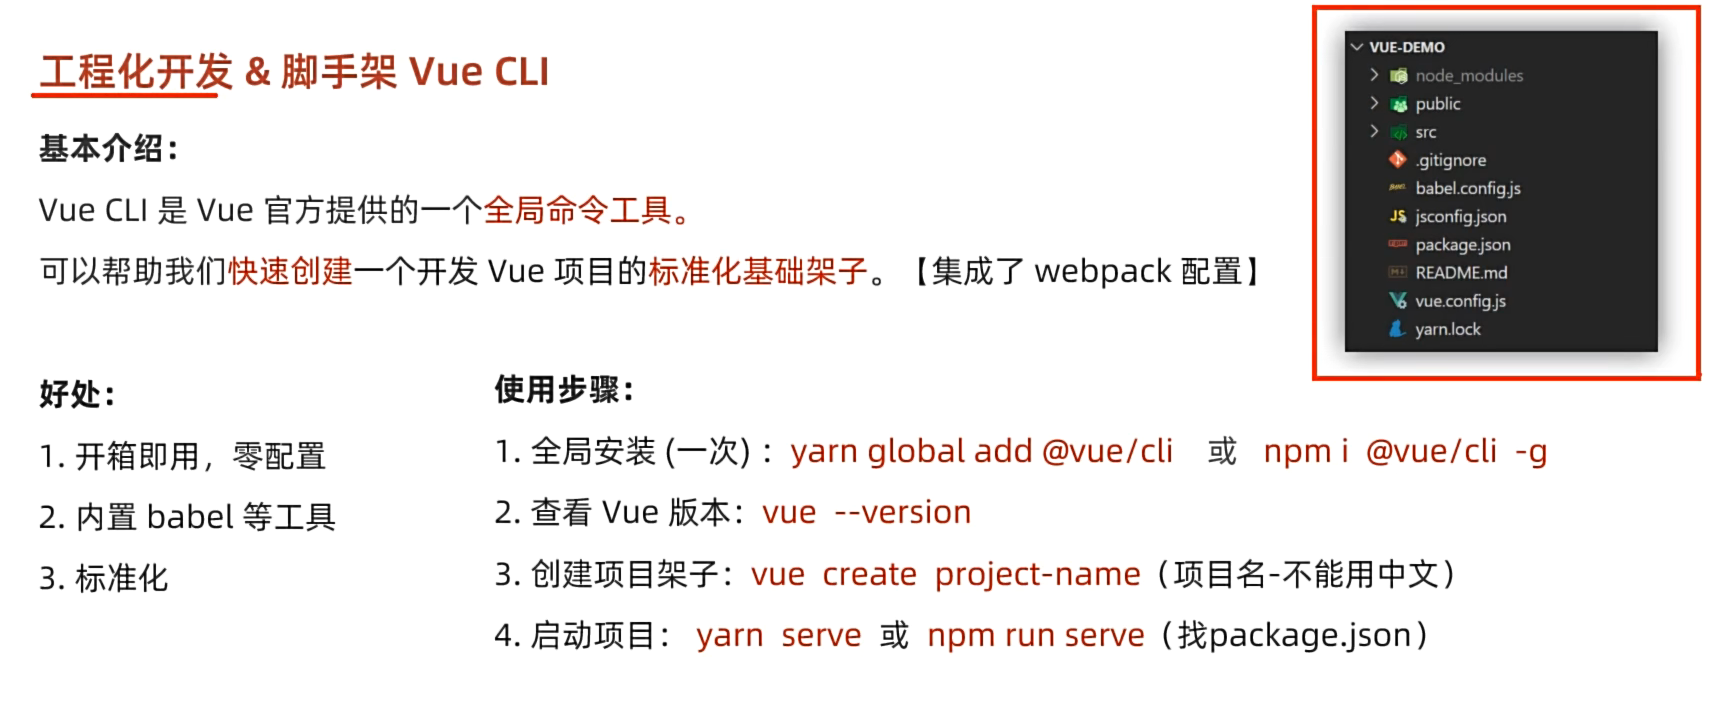 工程化开发 & 脚手架 Vue CLI
基本介绍：
Vue CLI 是 Vue 官方提供的一个全局命令工具。
可以帮助我们快速创建一个开发 Vue 项目的标准化基础架子。【集成了 webpack 配置】
好处：
1. 开箱即用，零配置
2. 内置 babel 等工具
3. 标准化
使用步骤：
1. 全局安装 (一次) ：yarn global add @vue/cli 或 npm i @vue/cli -g
2. 查看 Vue 版本：vue --version
3. 创建项目架子：vue create project-name（项目名-不能用中文）
4. 启动项目： yarn serve 或 npm run serve（找package.json）
VUE-DEMO
node_modules
public
src
.gitignore
babel.config.js
JS jsconfig.json
package.json
README.md
vue.config.js
yarn.lock